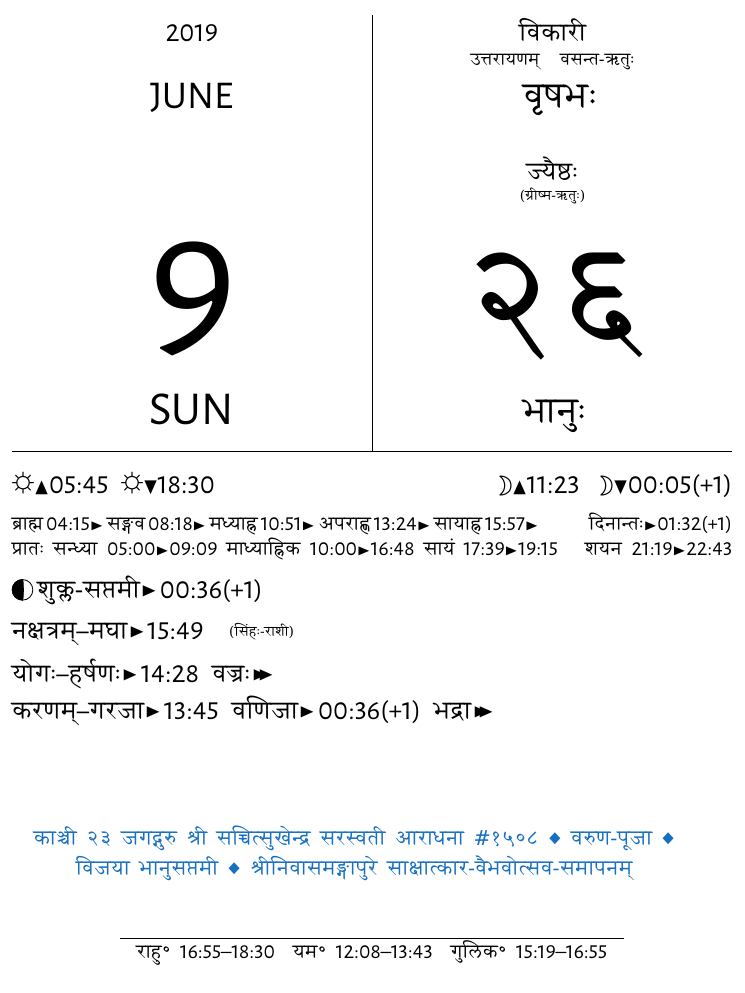 2019
JUNE
9
SUN
विकारी
उत्तरायणम् वसन्त-ऋतुः
वृषभः
ज्यैष्ठः
(ग्रीष्म-ऋतुः)
२६
भानुः
☼▲05:45 ☼▼18:30 ☽▲11:23 ☽▼00:05(+1)
ब्राह्म 04:15► सङ्गव 08:18► मध्याह्न 10:51► अपराह्ण 13:24► सायाह्न 15:57► दिनान्तः►01:32(+1)
प्रातः सन्ध्या 05:00►09:09 माध्याह्निक 10:00►16:48 सायं 17:39►19:15 शयन 21:19►22:43
शुक्ल-सप्तमी►00:36(+1)
नक्षत्रम्–मघा►15:49 (सिंहः-राशी)
योगः–हर्षणः►14:28 वज्रः►►
करणम्–गरजा►13:45 वणिजा►00:36(+1) भद्रा►►
काञ्ची २३ जगद्गुरु श्री सच्चित्सुखेन्द्र सरस्वती आराधना #१५०८ ◆ वरुण-पूजा ◆
विजया भानुसप्तमी ◆ श्रीनिवासमङ्गापुरे साक्षात्कार-वैभवोत्सव-समापनम्
राहु° 16:55–18:30 यम° 12:08–13:43 गुलिक° 15:19–16:55